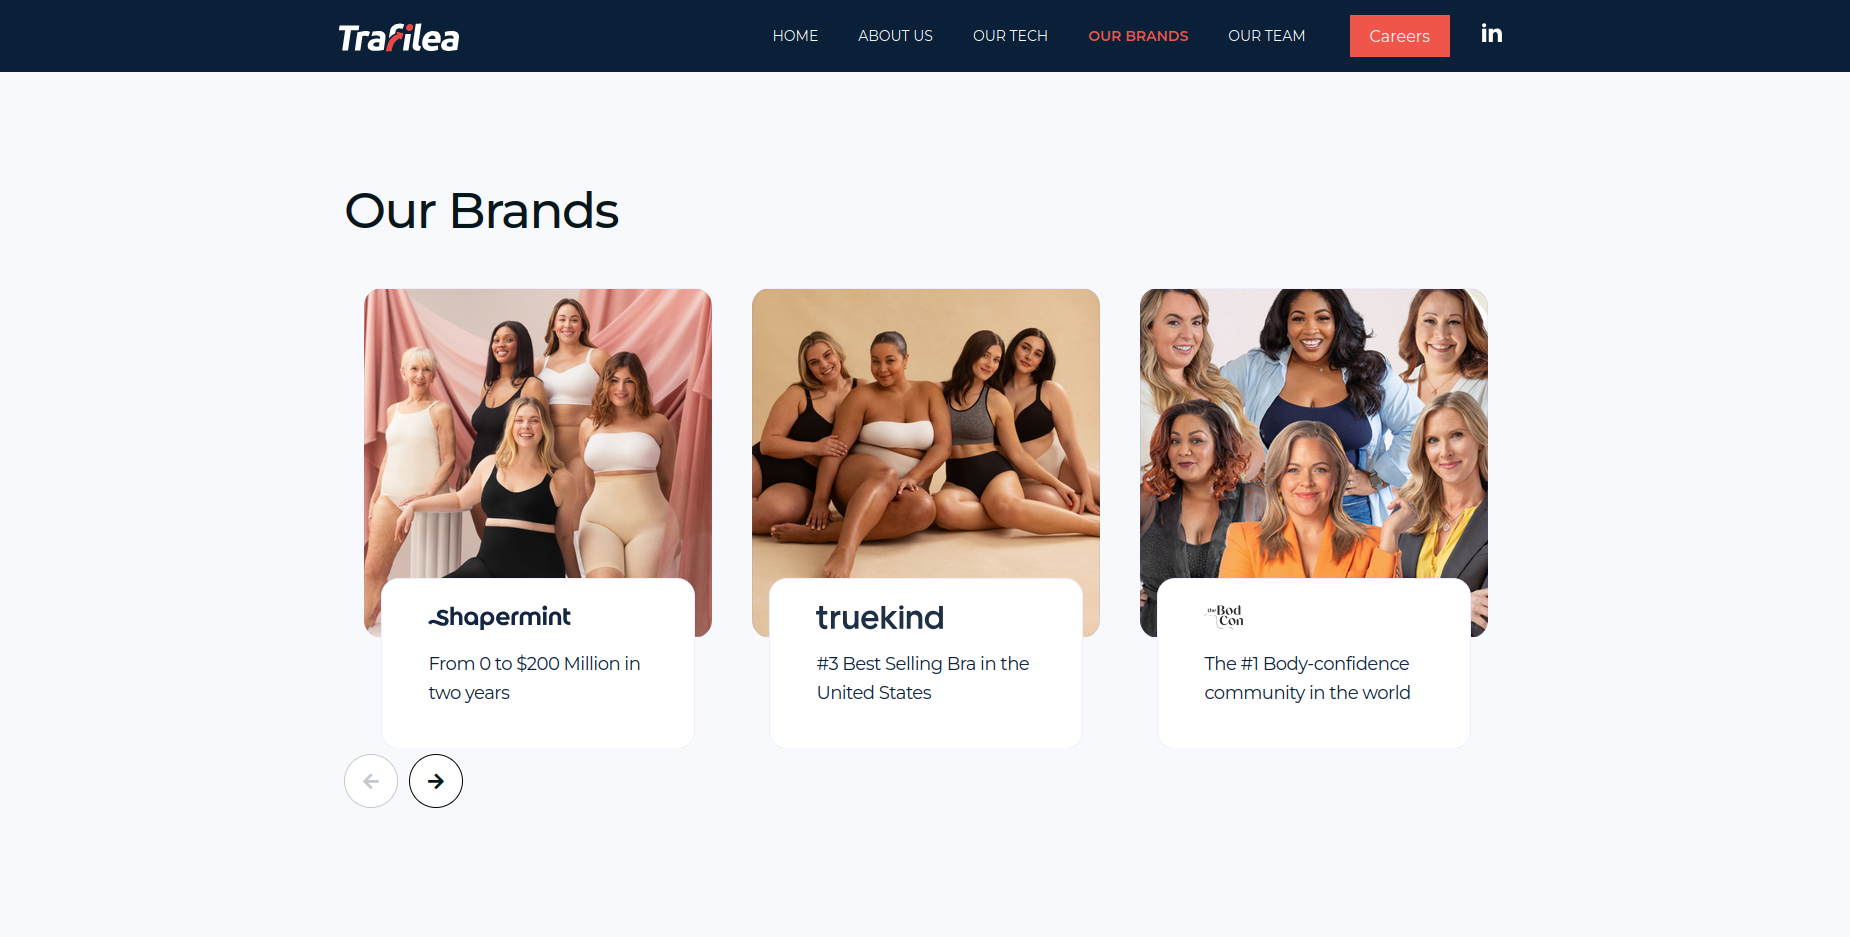 Trafilea
HOME ABOUT US OUR TECH OUR BRANDS OUR TEAM Careers in
Our Brands
shapermint
From 0 to $200 Million in
two years
truekind
#3 Best Selling Bra in the
United States
the Bod
Con
The #1 Body-confidence
community in the world